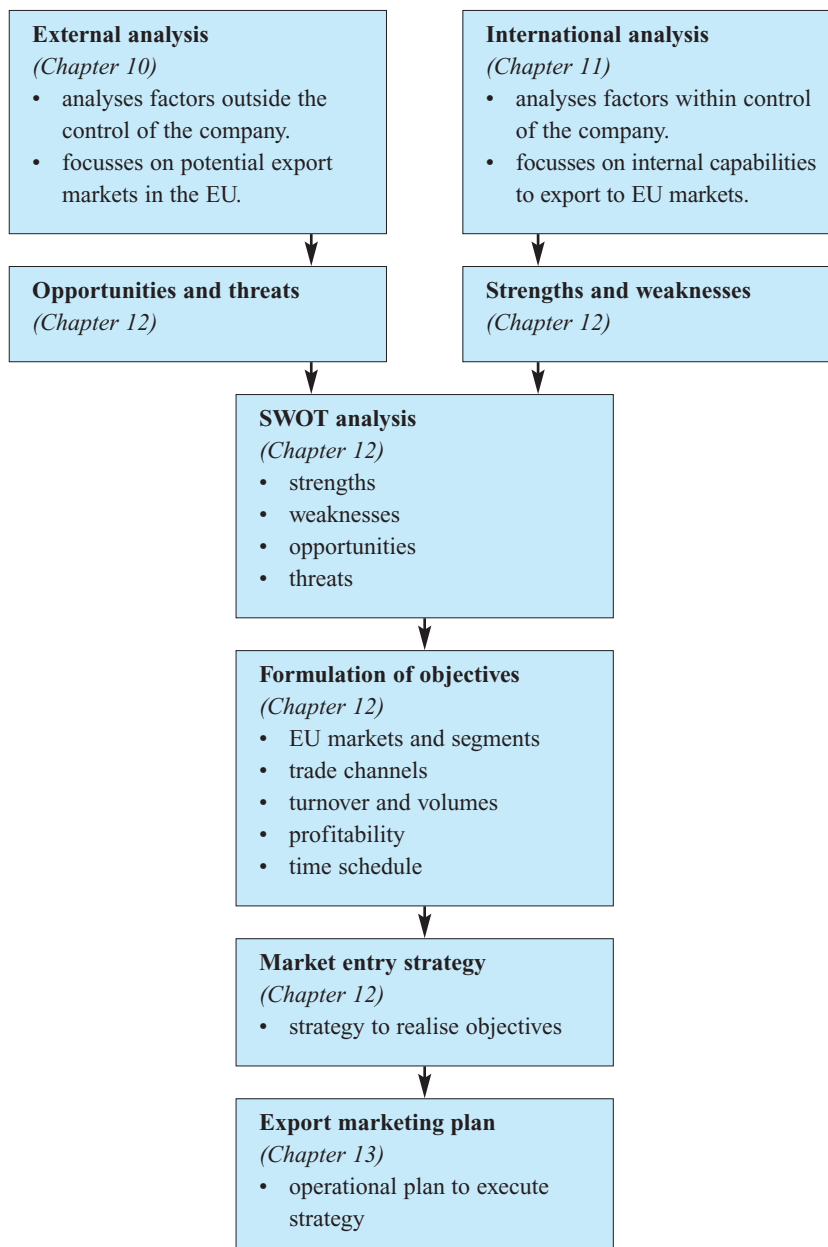 External analysis
(Chapter 10)
• analyses factors outside the
control of the company.
• focusses on potential export
markets in the EU.
International analysis
(Chapter 11)
• analyses factors within control
of the company.
• focusses on internal capabilities
to export to EU markets.
Opportunities and threats
(Chapter 12)
Strengths and weaknesses
(Chapter 12)
SWOT analysis
(Chapter 12)
• strengths
• weaknesses
• opportunities
• threats
Formulation of objectives
(Chapter 12)
• EU markets and segments
• trade channels
• turnover and volumes
• profitability
• time schedule
Market entry strategy
(Chapter 12)
• strategy to realise objectives
Export marketing plan
(Chapter 13)
• operational plan to execute
strategy